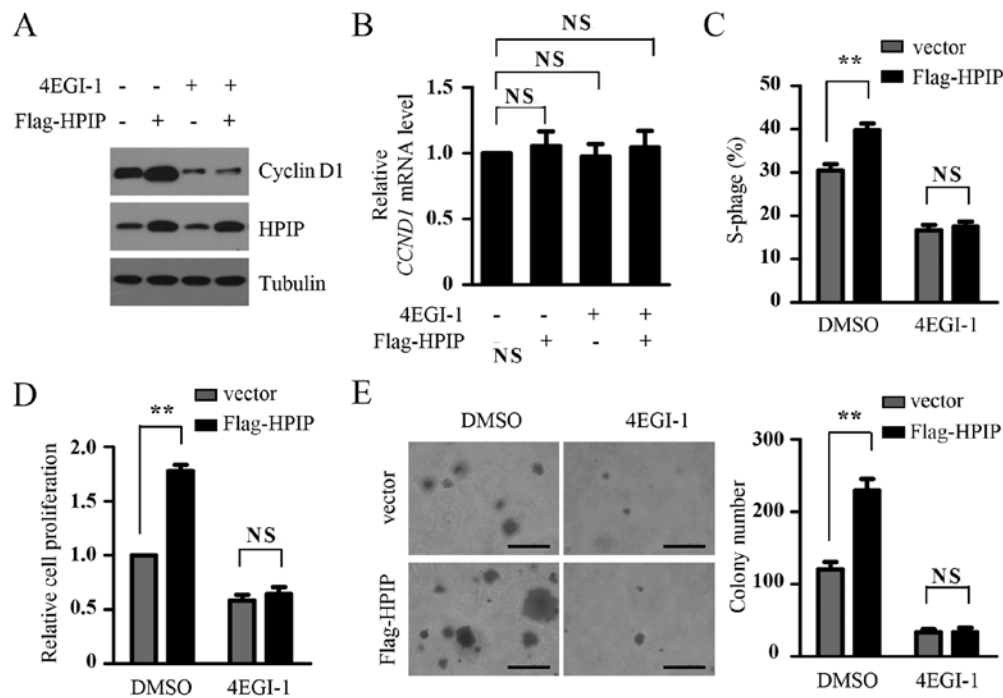 A
4EGI-1 - - + +
Flag-HPIP - + - +
Cyclin D1
HPIP
Tubulin
B
NS
NS
NS
Relative
CCND1 mRNA level
1.5
1.0
0.5
0
4EGI-1 - - + +
Flag-HPIP - + - +
NS
C
vector
Flag-HPIP
**
NS
S-phage (%)
50
40
30
20
10
0
DMSO 4EGI-1
D
vector
Flag-HPIP
**
NS
Relative cell proliferation
2.0
1.5
1.0
0.5
0
DMSO 4EGI-1
E
DMSO 4EGI-1
vector
Flag-HPIP
vector
Flag-HPIP
**
NS
Colony number
300
200
100
0
DMSO 4EGI-1